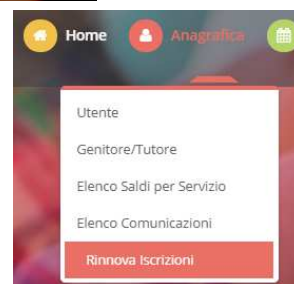 Home Anagrafica
Utente
Genitore/Tutore
Elenco Saldi per Servizio
Elenco Comunicazioni
Rinnova Iscrizioni